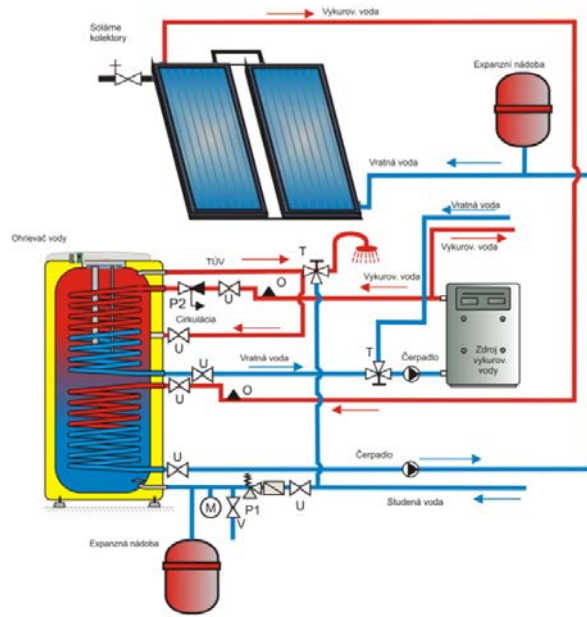 Vykurov. voda
Solárne
kolektory
Expanzní nádoba
Vratná voda
Vratná voda
Ohrievač vody
TÚV
T
Vykurov. voda
Vykurov. voda
P2
U
O
Cirkulácia
U
Vratná voda
T
Čerpadlo
Zdroj
vykurov.
vody
U
U
O
U
Čerpadlo
M
V
P1
U
Studená voda
Expanzná nádoba